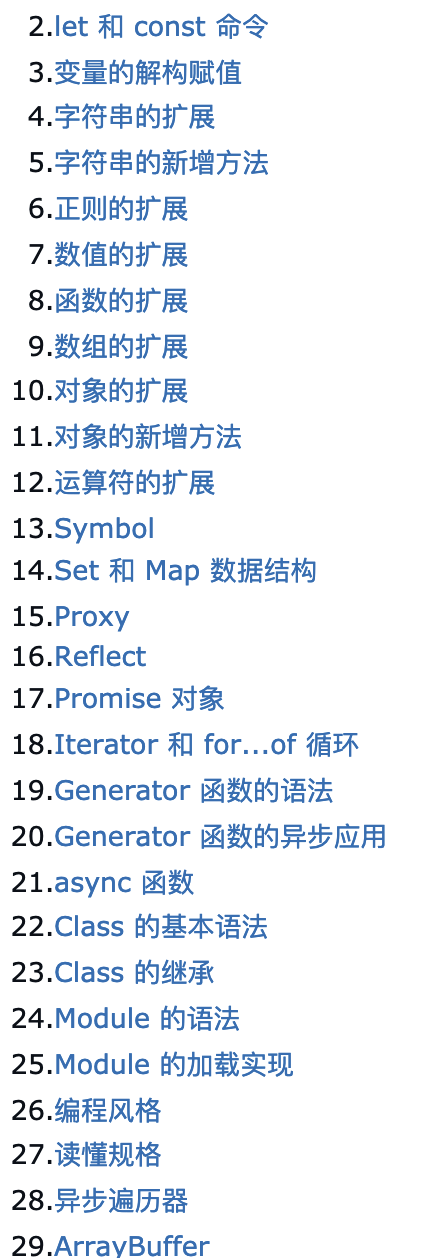 2.let 和 const 命令
3.变量的解构赋值
4.字符串的扩展
5.字符串的新增方法
6.正则的扩展
7.数值的扩展
8.函数的扩展
9.数组的扩展
10.对象的扩展
11.对象的新增方法
12.运算符的扩展
13.Symbol
14.Set 和 Map 数据结构
15.Proxy
16.Reflect
17.Promise 对象
18.Iterator 和 for...of 循环
19.Generator 函数的语法
20.Generator 函数的异步应用
21.async 函数
22.Class 的基本语法
23.Class 的继承
24.Module 的语法
25.Module 的加载实现
26.编程风格
27.读懂规格
28.异步遍历器
29.ArrayBuffer